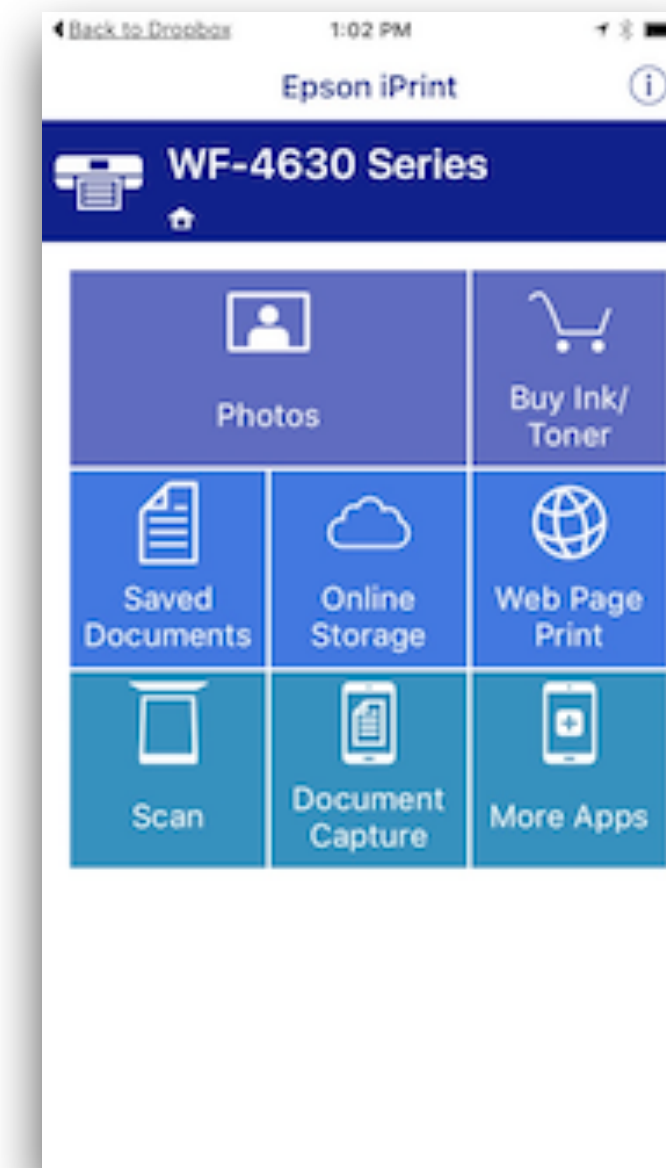 Back to Dropbox 1:02 PM
Epson iPrint
WF-4630 Series
Photos
Buy Ink/
Toner
Saved
Documents
Online
Storage
Web Page
Print
Scan
Document
Capture
More Apps